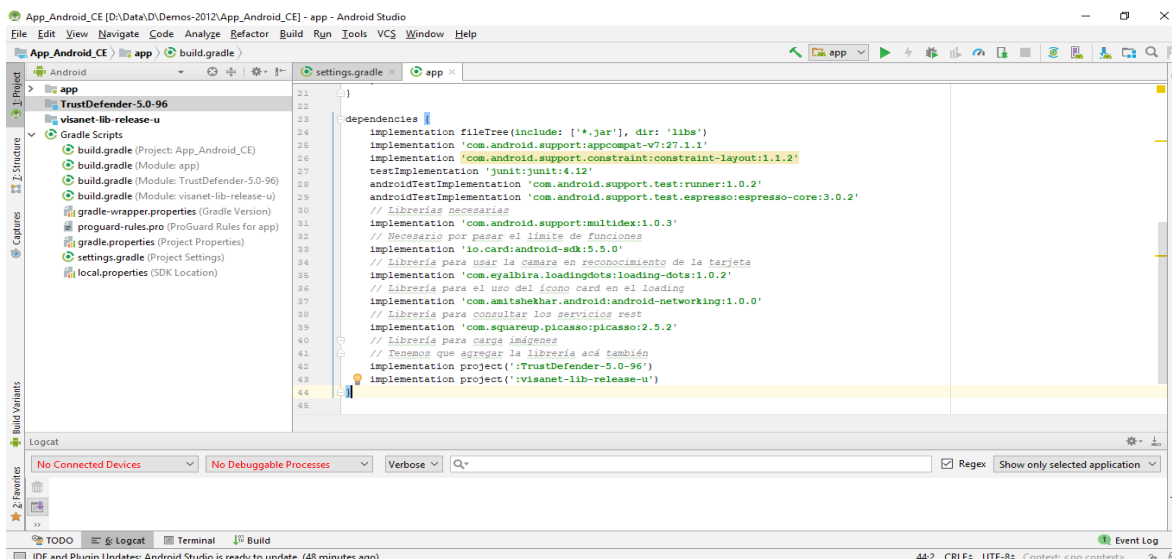 App_Android_CE [D:\Data\D\Demos-2012\App_Android_CE] - app - Android Studio
File Edit View Navigate Code Analyze Refactor Build Run Tools VCS Window Help
App_Android_CE app build.gradle
app
1: Project
7: Structure
Captures
Build Variants
2: Favorites
Android
app
TrustDefender-5.0-96
visanet-lib-release-u
Gradle Scripts
build.gradle (Project: App_Android_CE)
build.gradle (Module: app)
build.gradle (Module: TrustDefender-5.0-96)
build.gradle (Module: visanet-lib-release-u)
gradle-wrapper.properties (Gradle Version)
proguard-rules.pro (ProGuard Rules for app)
gradle.properties (Project Properties)
settings.gradle (Project Settings)
local.properties (SDK Location)
settings.gradle app
21 }
22
23 dependencies {
24 implementation fileTree(include: ['*.jar'], dir: 'libs')
25 implementation 'com.android.support:appcompat-v7:27.1.1'
26 implementation 'com.android.support.constraint:constraint-layout:1.1.2'
27 testImplementation 'junit:junit:4.12'
28 androidTestImplementation 'com.android.support.test:runner:1.0.2'
29 androidTestImplementation 'com.android.support.test.espresso:espresso-core:3.0.2'
30 // Librerías necesarias
31 implementation 'com.android.support:multidex:1.0.3'
32 // Necesario por pasar el límite de funciones
33 implementation 'io.card:android-sdk:5.5.0'
34 // Librería para usar la camara en reconocimiento de la tarjeta
35 implementation 'com.eyalbira.loadingdots:loading-dots:1.0.2'
36 // Librería para el uso del ícono card en el loading
37 implementation 'com.amitshekhar.android:android-networking:1.0.0'
38 // Librería para consultar los servicios rest
39 implementation 'com.squareup.picasso:picasso:2.5.2'
40 // Librería para carga imágenes
41 // Tenemos que agregar la librería acá también
42 implementation project(':TrustDefender-5.0-96')
43 implementation project(':visanet-lib-release-u')
44 }
45
Logcat
No Connected Devices No Debuggable Processes Verbose Regex Show only selected application
TODO 6: Logcat Terminal Build 1 Event Log
IDE and Plugin Updates: Android Studio is ready to update. (48 minutes ago) 44:2 CRLF UTF-8 Context: <no context>